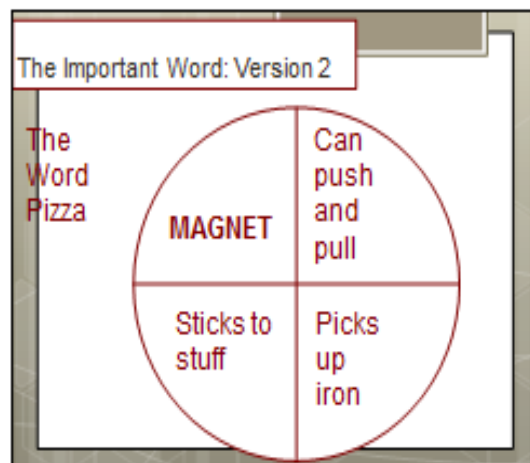 The Important Word: Version 2
The
Word
Pizza
MAGNET
Can
push
and
pull
Sticks to
stuff
Picks
up
iron